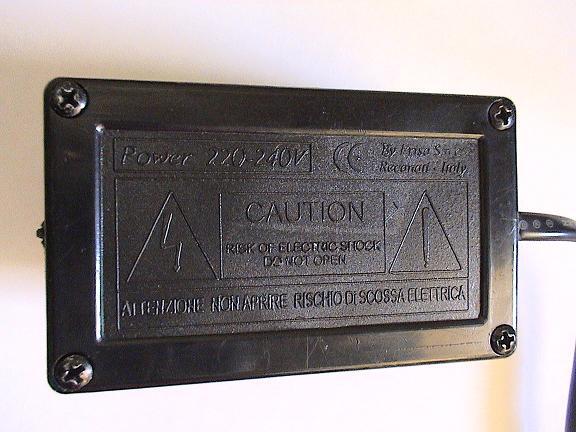 Power 220-240V
CE
By Frisa S.n.c.
Recanati - Italy
CAUTION
RISK OF ELECTRIC SHOCK
DO NOT OPEN
ATTENZIONE NON APRIRE RISCHIO DI SCOSSA ELETTRICA